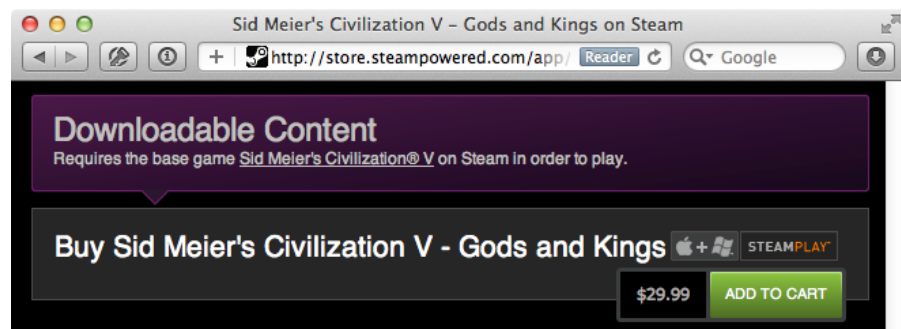 Sid Meier's Civilization V – Gods and Kings on Steam
http://store.steampowered.com/app/ Reader Google
Downloadable Content
Requires the base game Sid Meier's Civilization® V on Steam in order to play.
Buy Sid Meier's Civilization V - Gods and Kings + STEAMPLAY™
$29.99 ADD TO CART